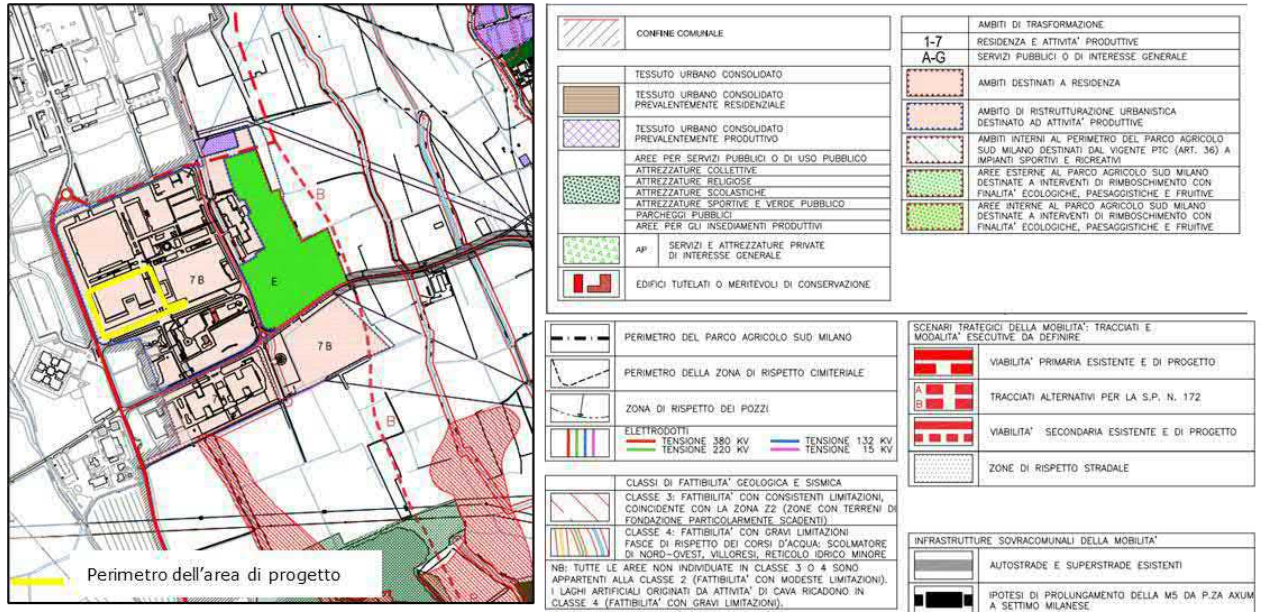 7 B
E
B
7 B
7
B
Perimetro dell'area di progetto
CONFINE COMUNALE
TESSUTO URBANO CONSOLIDATO
TESSUTO URBANO CONSOLIDATO
PREVALENTEMENTE RESIDENZIALE
TESSUTO URBANO CONSOLIDATO
PREVALENTEMENTE PRODUTTIVO
AREE PER SERVIZI PUBBLICI O DI USO PUBBLICO
ATTREZZATURE COLLETTIVE
ATTREZZATURE RELIGIOSE
ATTREZZATURE SCOLASTICHE
ATTREZZATURE SPORTIVE E VERDE PUBBLICO
PARCHEGGI PUBBLICI
AREE PER GLI INSEDIAMENTI PRODUTTIVI
AP
SERVIZI E ATTREZZATURE PRIVATE
DI INTERESSE GENERALE
EDIFICI TUTELATI O MERITEVOLI DI CONSERVAZIONE
AMBITI DI TRASFORMAZIONE
1-7 RESIDENZA E ATTIVITA' PRODUTTIVE
A-G SERVIZI PUBBLICI O DI INTERESSE GENERALE
AMBITI DESTINATI A RESIDENZA
AMBITO DI RISTRUTTURAZIONE URBANISTICA
DESTINATO AD ATTIVITA' PRODUTTIVE
AMBITI INTERNI AL PERIMETRO DEL PARCO AGRICOLO
SUD MILANO DESTINATI DAL VIGENTE PTC (ART. 36) A
IMPIANTI SPORTIVI E RICREATIVI
AREE ESTERNE AL PARCO AGRICOLO SUD MILANO
DESTINATE A INTERVENTI DI RIMBOSCHIMENTO CON
FINALITA' ECOLOGICHE, PAESAGGISTICHE E FRUITIVE
AREE INTERNE AL PARCO AGRICOLO SUD MILANO
DESTINATE A INTERVENTI DI RIMBOSCHIMENTO CON
FINALITA' ECOLOGICHE, PAESAGGISTICHE E FRUITIVE
PERIMETRO DEL PARCO AGRICOLO SUD MILANO
PERIMETRO DELLA ZONA DI RISPETTO CIMITERIALE
ZONA DI RISPETTO DEI POZZI
ELETTRODOTTI
TENSIONE 380 KV TENSIONE 132 KV
TENSIONE 220 KV TENSIONE 15 KV
CLASSI DI FATTIBILITA' GEOLOGICA E SISMICA
CLASSE 3: FATTIBILITA' CON CONSISTENTI LIMITAZIONI,
COINCIDENTE CON LA ZONA Z2 (ZONE CON TERRENI DI
FONDAZIONE PARTICOLARMENTE SCADENTI)
CLASSE 4: FATTIBILITA' CON GRAVI LIMITAZIONI
FASCE DI RISPETTO DEI CORSI D'ACQUA: SCOLMATORE
DI NORD-OVEST, VILLORESI, RETICOLO IDRICO MINORE
NB: TUTTE LE AREE NON INDIVIDUATE IN CLASSE 3 O 4 SONO
APPARTENTI ALLA CLASSE 2 (FATTIBILITA' CON MODESTE LIMITAZIONI).
I LAGHI ARTIFICIALI ORIGINATI DA ATTIVITA' DI CAVA RICADONO IN
CLASSE 4 (FATTIBILITA' CON GRAVI LIMITAZIONI).
SCENARI TRATEGICI DELLA MOBILITA': TRACCIATI E
MODALITA' ESECUTIVE DA DEFINIRE
VIABILITA' PRIMARIA ESISTENTE E DI PROGETTO
A
B
TRACCIATI ALTERNATIVI PER LA S.P. N. 172
VIABILITA' SECONDARIA ESISTENTE E DI PROGETTO
ZONE DI RISPETTO STRADALE
INFRASTRUTTURE SOVRACOMUNALI DELLA MOBILITA'
AUTOSTRADE E SUPERSTRADE ESISTENTI
IPOTESI DI PROLUNGAMENTO DELLA M5 DA P.ZA AXUM
A SETTIMO MILANESE